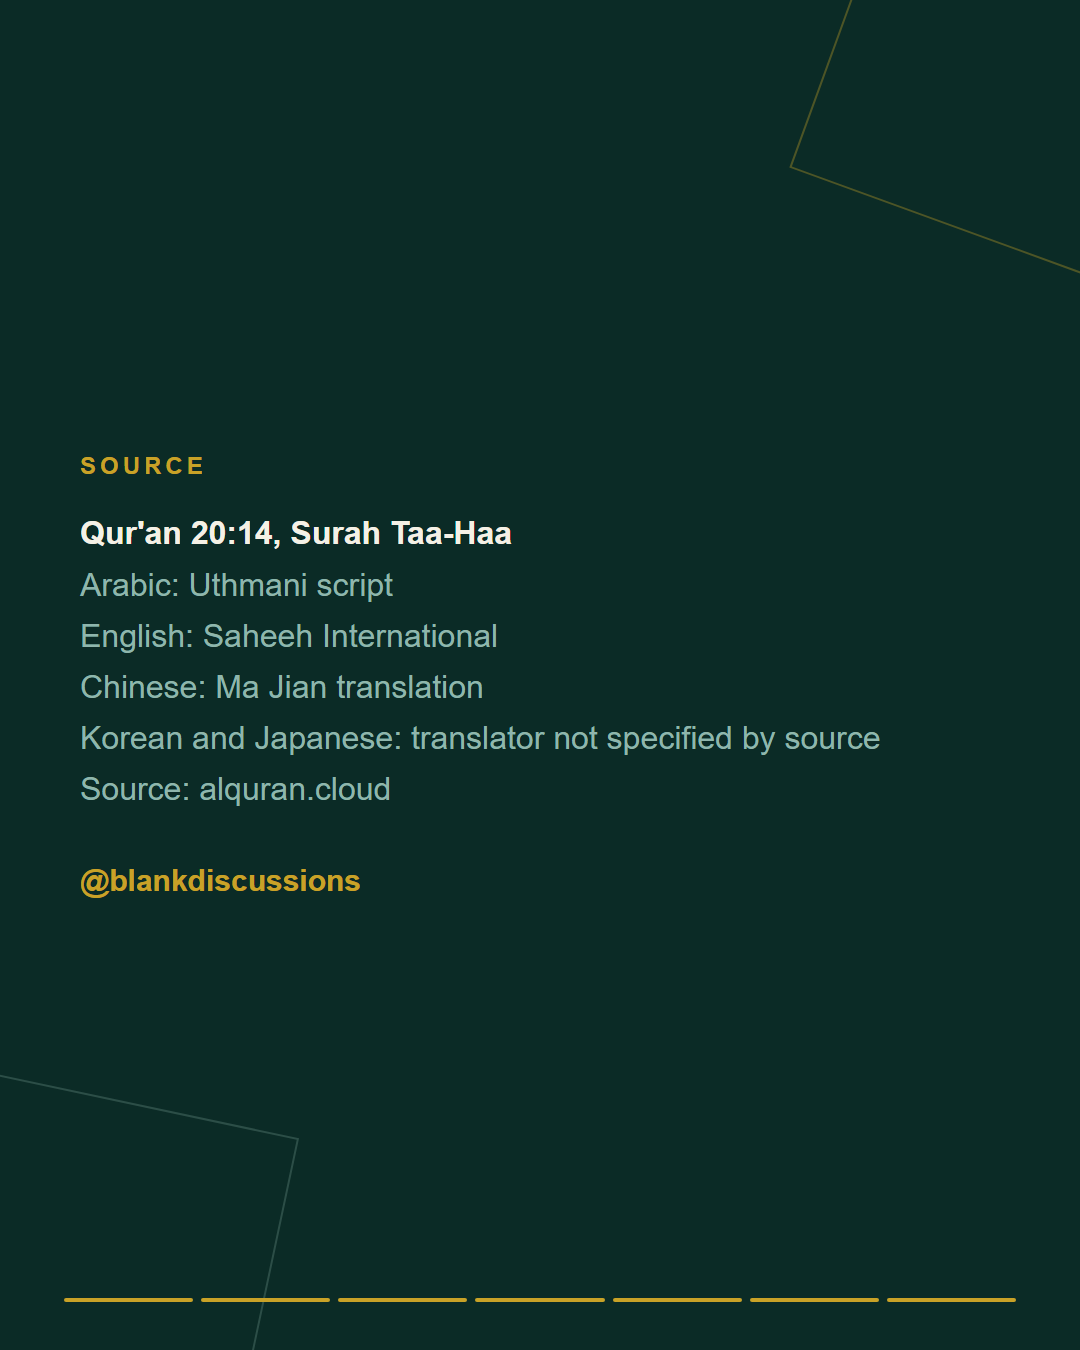 SOURCE
Qur'an 20:14, Surah Taa-Haa
Arabic: Uthmani script
English: Saheeh International
Chinese: Ma Jian translation
Korean and Japanese: translator not specified by source
Source: alquran.cloud
@blankdiscussions